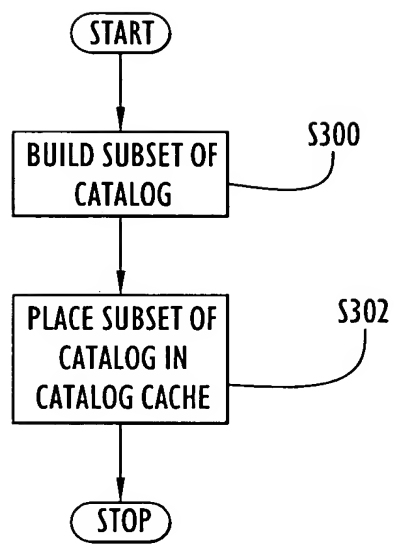 START
BUILD SUBSET OF
CATALOG
S300
PLACE SUBSET OF
CATALOG IN
CATALOG CACHE
S302
STOP